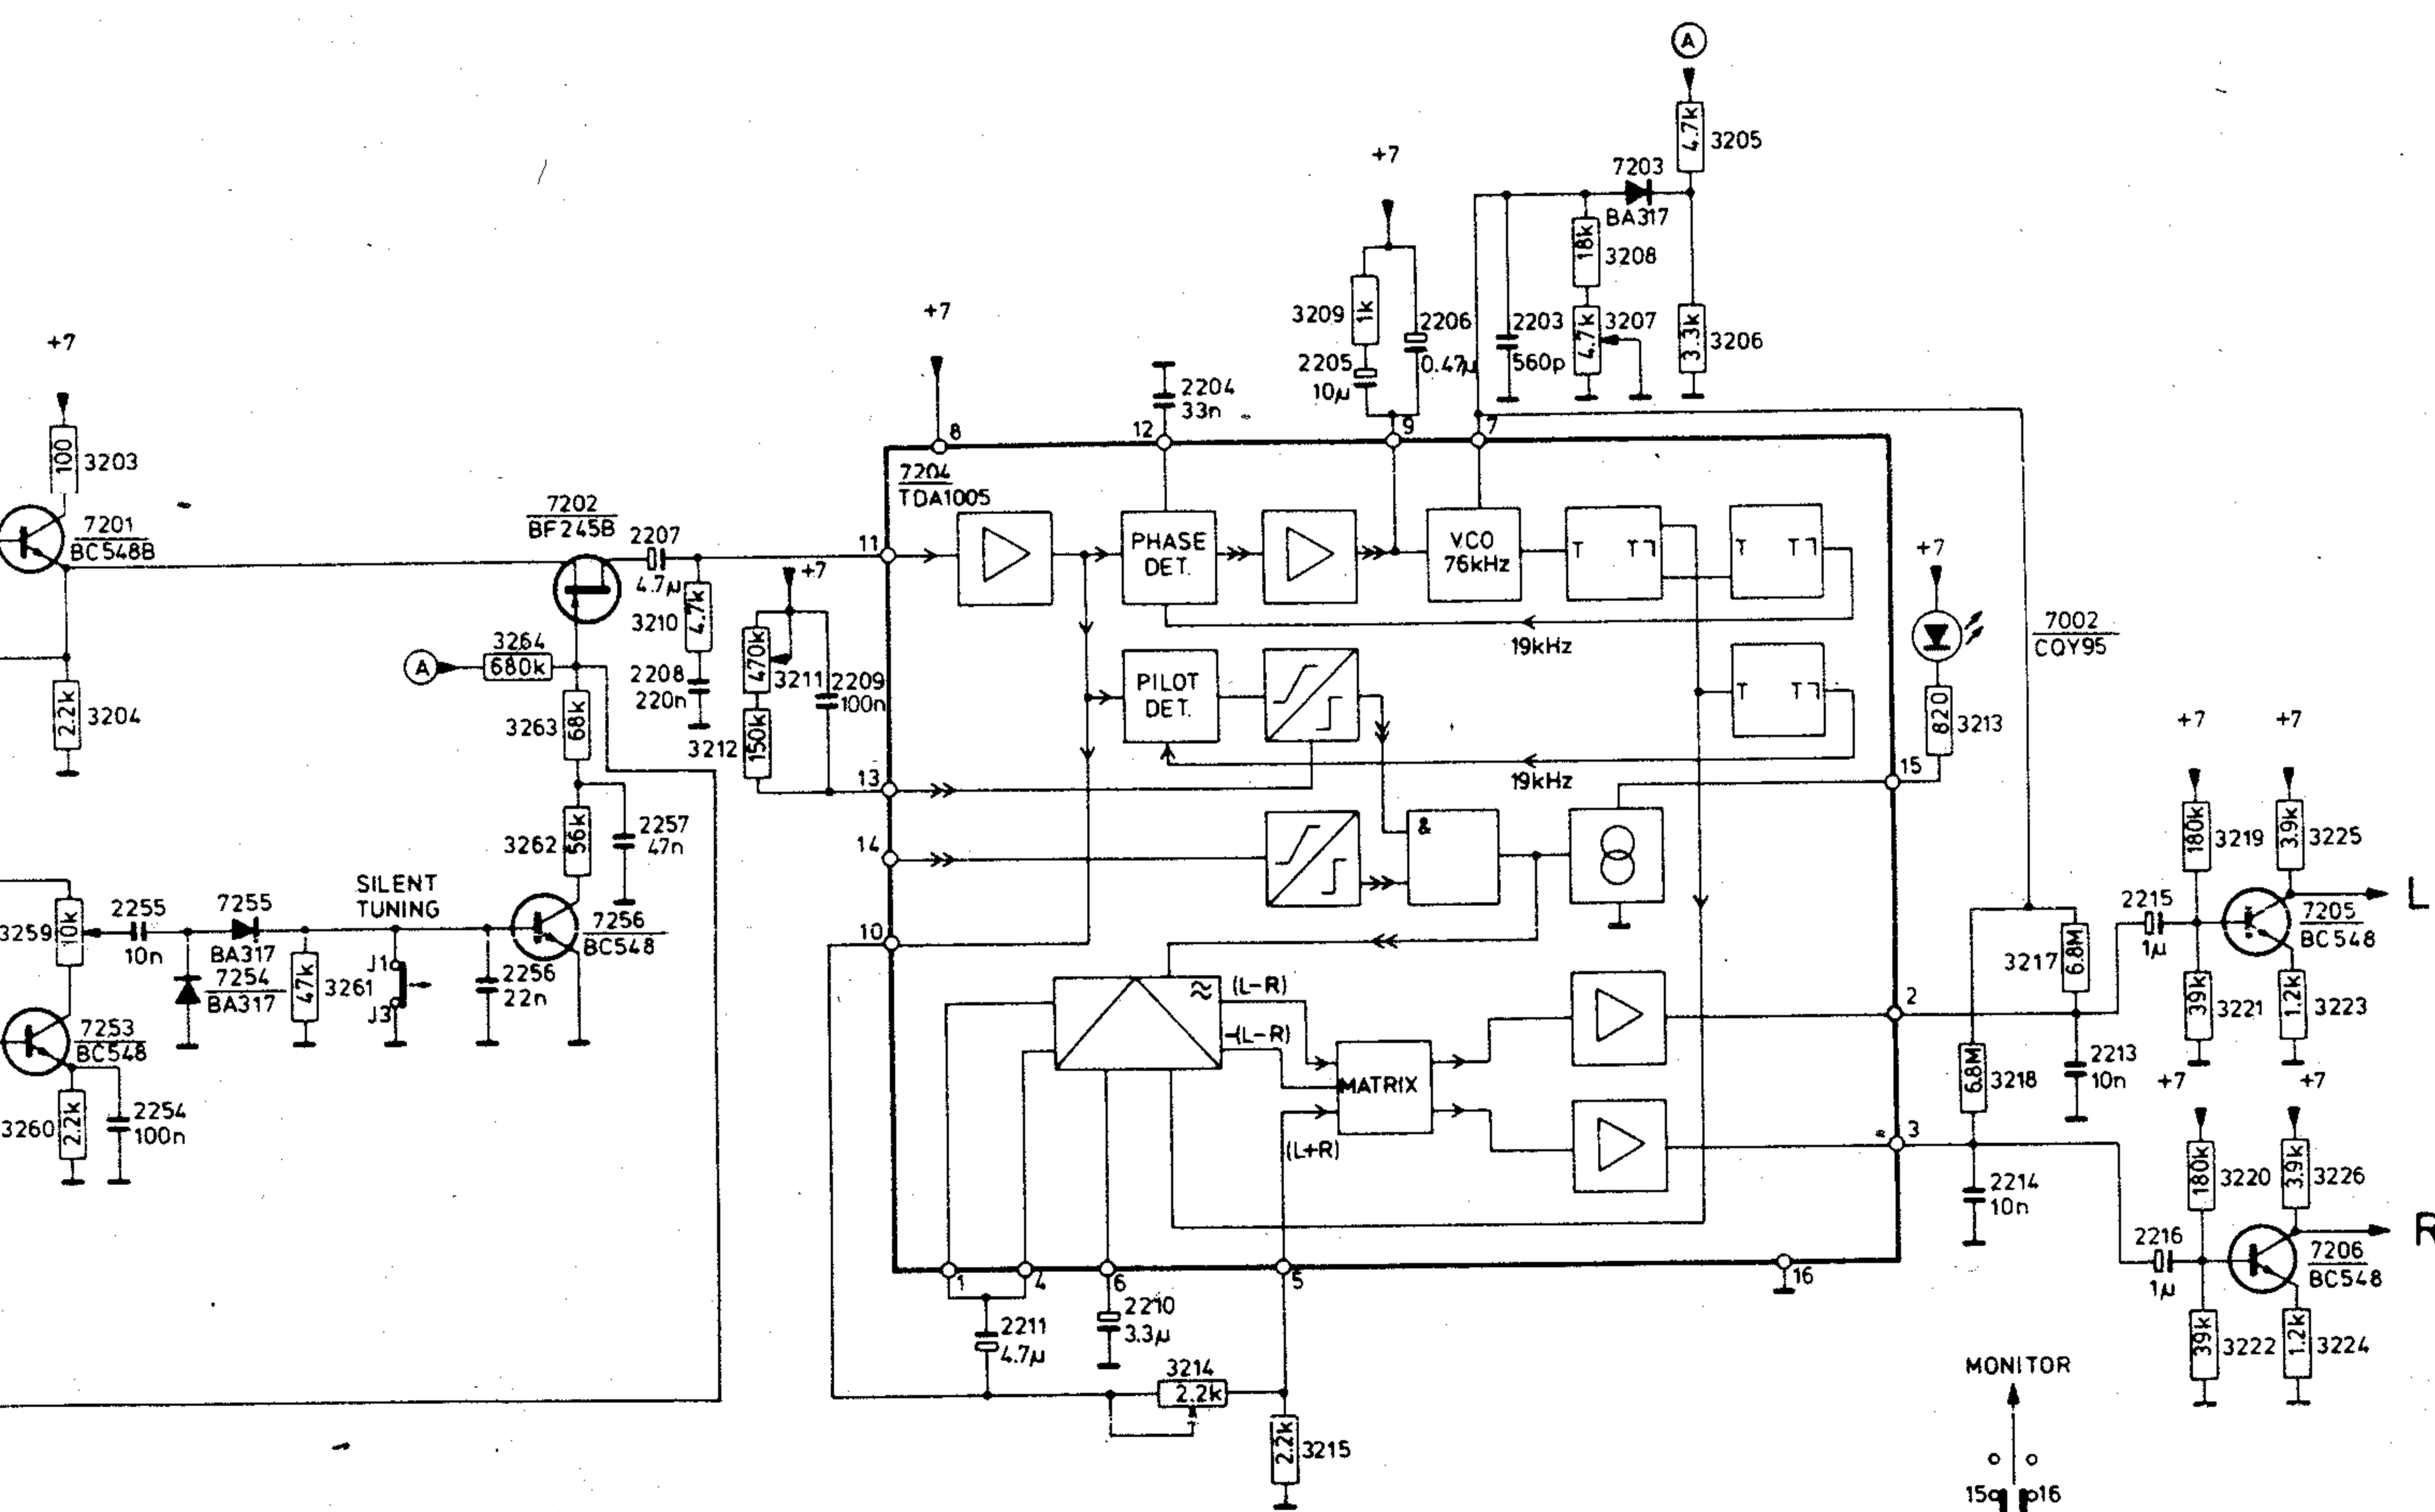 A
4.7k
3205
+7
7203
BA317
18k
3208
3209
1k
2206
0.47µ
2203
560p
4.7k
3207
3.3k
3206
2205
10µ
+7
+7
2204
33n
8
12
9
7
100
3203
7201
BC548B
7202
BF245B
2207
4.7µ
11
7204
TDA1005
PHASE
DET.
VCO
76kHz
T
T
+7
+7
3210
4.7k
470k
3211
2209
100n
19kHz
7002
CQY95
A
3264
680k
2208
220n
PILOT
DET.
T
T
820
3213
2.2k
3204
3263
68k
3212
150k
13
19kHz
15
+7
+7
3262
56k
2257
47n
14
&
180k
3219
3.9k
3225
SILENT
TUNING
3259
10k
2255
10n
7255
BA317
7254
BA317
47k
3261
J1
J3
2256
22n
7256
BC548
10
3217
6.8M
2215
1µ
L
7205
BC548
39k
3221
1.2k
3223
(L-R)
-(L-R)
2
7253
BC548
MATRIX
6.8M
3218
2213
10n
+7
+7
3260
2.2k
2254
100n
(L+R)
3
2214
10n
180k
3220
3.9k
3226
2216
1µ
R
7206
BC548
1
4
6
5
16
2211
4.7µ
2210
3.3µ
39k
3222
1.2k
3224
3214
2.2k
2.2k
3215
MONITOR
15
16